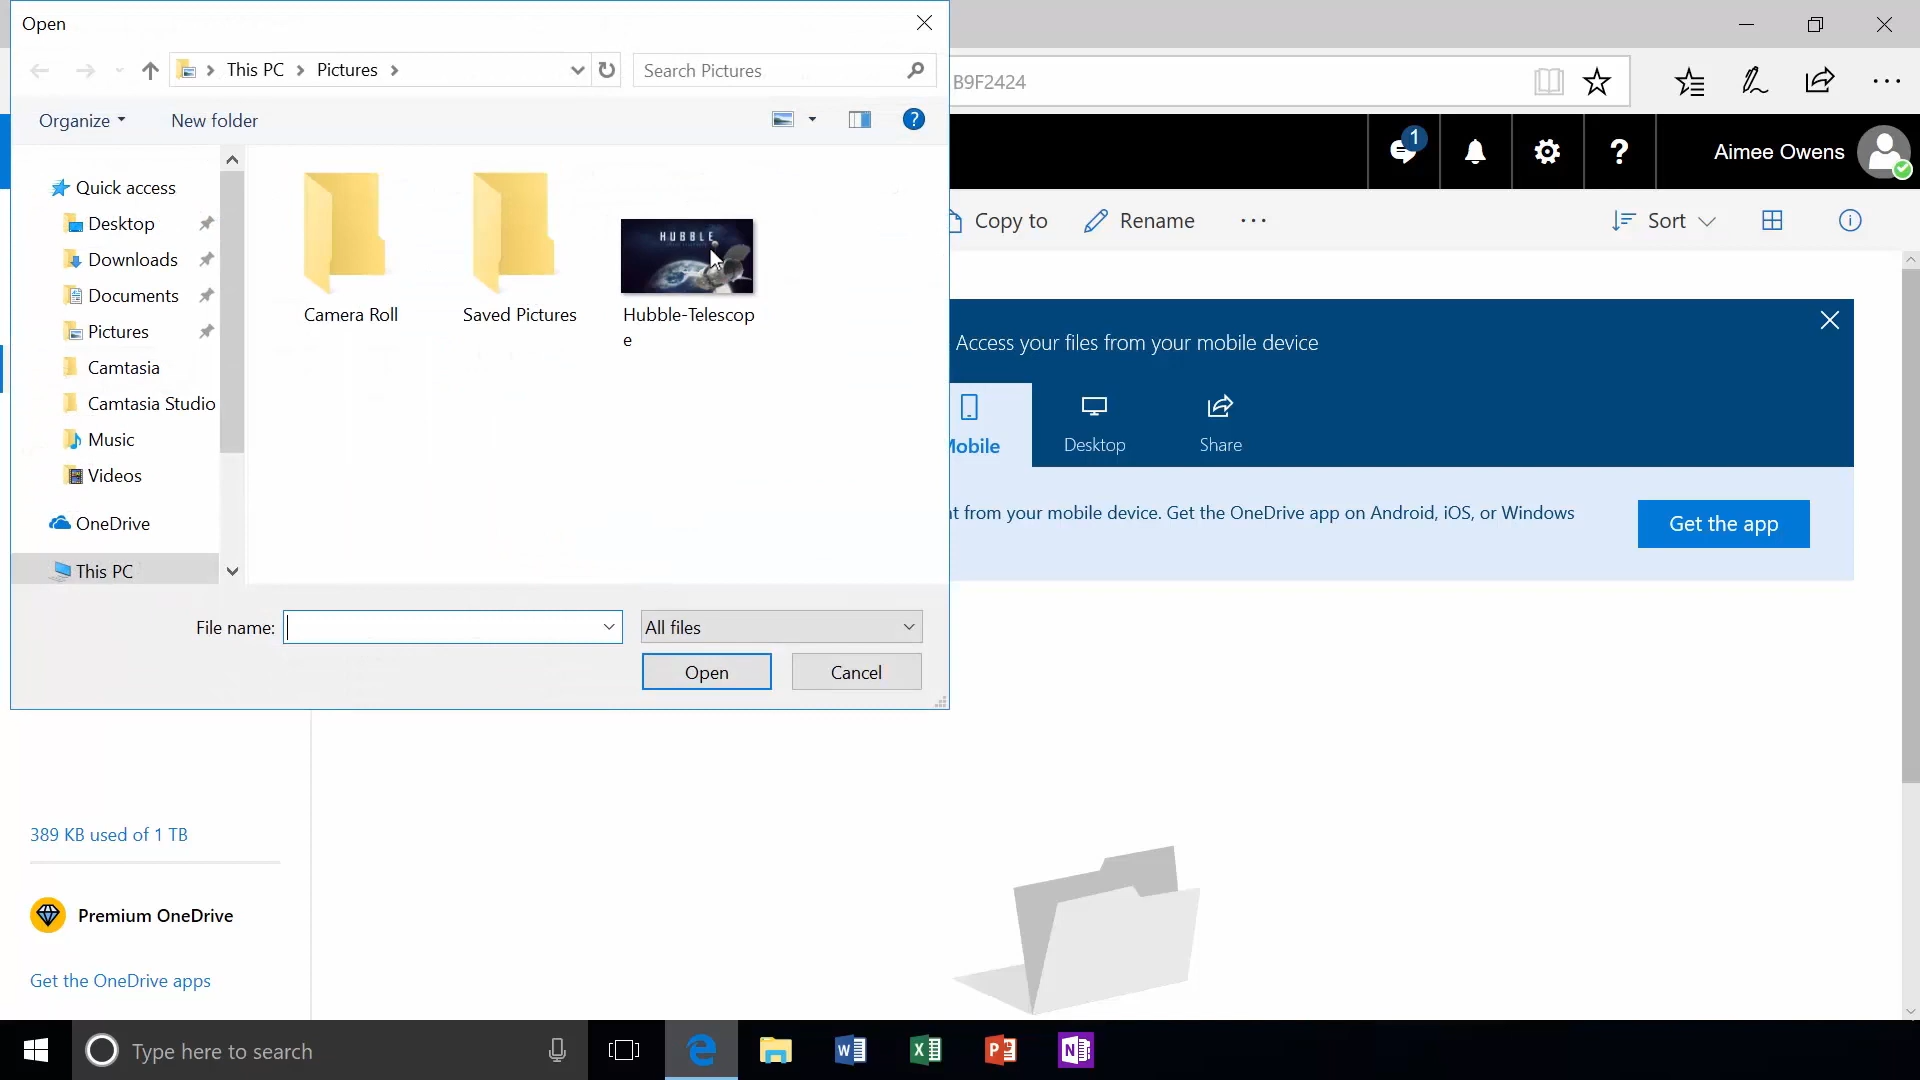 Open
This PC
Pictures
Search Pictures
B9F2424
Organize
New folder
?
1
?
Aimee Owens
Quick access
Desktop
Downloads
Documents
Pictures
Camtasia
Camtasia Studio
Music
Videos
OneDrive
This PC
HUBBLE
Camera Roll
Saved Pictures
Hubble-Telescop
e
Copy to
Rename
Sort
Access your files from your mobile device
Mobile
Desktop
Share
from your mobile device. Get the OneDrive app on Android, iOS, or Windows
Get the app
File name:
All files
Open
Cancel
389 KB used of 1 TB
Premium OneDrive
Get the OneDrive apps
Type here to search